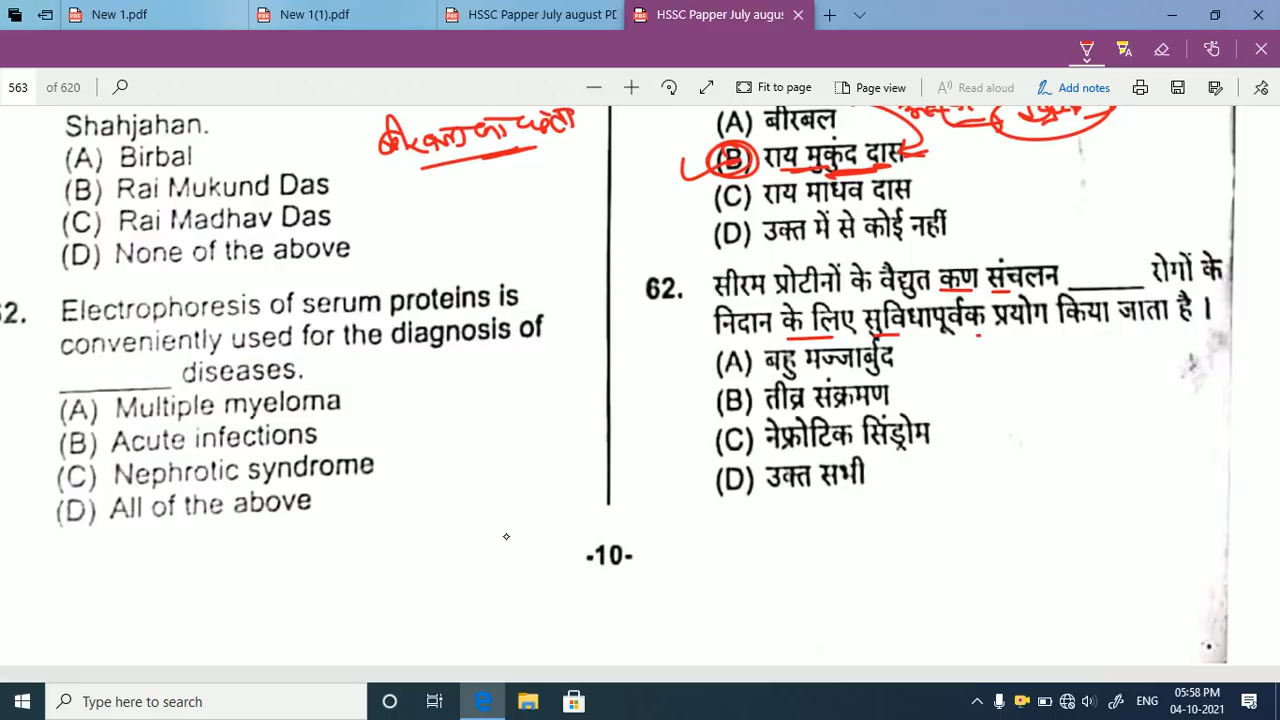 New 1.pdf
New 1(1).pdf
HSSC Papper July august PD
HSSC Papper July augus
563 of 620
Fit to page
Page view
Read aloud
Add notes
Shahjahan.
(A) Birbal
(B) Rai Mukund Das
(C) Rai Madhav Das
(D) None of the above
62. Electrophoresis of serum proteins is
conveniently used for the diagnosis of
________ diseases.
(A) Multiple myeloma
(B) Acute infections
(C) Nephrotic syndrome
(D) All of the above
(A) बीरबल
(B) राय मुकुंद दास
(C) राय माधव दास
(D) उक्त में से कोई नहीं
62. सीरम प्रोटीनों के वैद्युत कण संचलन ______ रोगों के
निदान के लिए सुविधापूर्वक प्रयोग किया जाता है ।
(A) बहु मज्जार्बुद
(B) तीव्र संक्रमण
(C) नेफ्रोटिक सिंड्रोम
(D) उक्त सभी
-10-
Type here to search
ENG
05:58 PM
04-10-2021